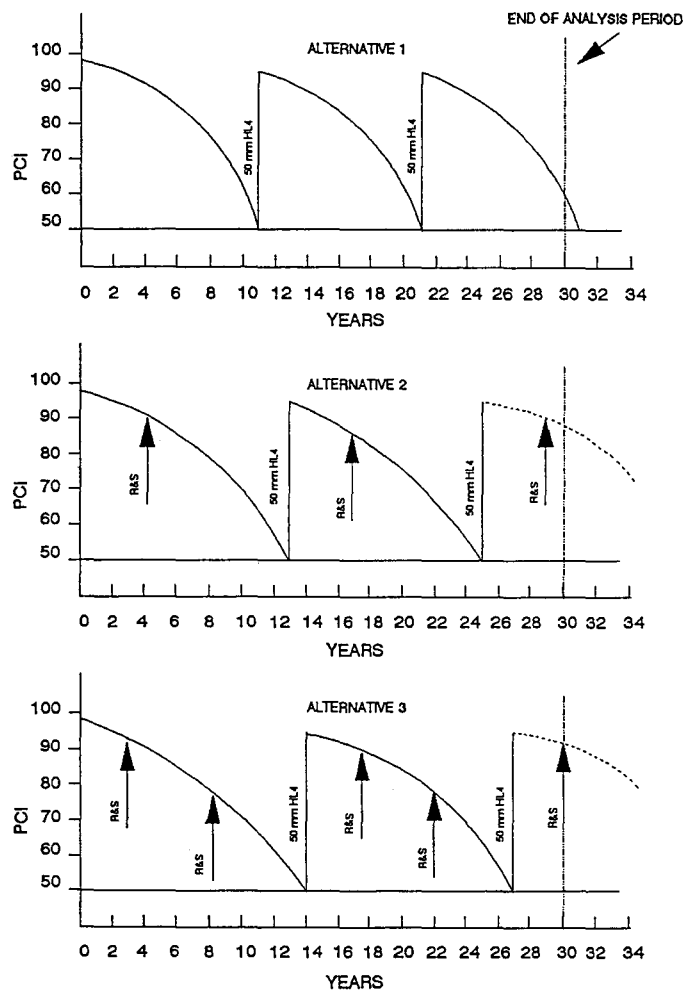 END OF ANALYSIS PERIOD
ALTERNATIVE 1
100
90
80
70
60
50
PCI
50 mm HL4
50 mm HL4
0 2 4 6 8 10 12 14 16 18 20 22 24 26 28 30 32 34
YEARS
ALTERNATIVE 2
100
90
80
70
60
50
PCI
R&S
50 mm HL4
R&S
50 mm HL4
R&S
0 2 4 6 8 10 12 14 16 18 20 22 24 26 28 30 32 34
YEARS
ALTERNATIVE 3
100
90
80
70
60
50
PCI
R&S
R&S
50 mm HL4
R&S
R&S
50 mm HL4
R&S
0 2 4 6 8 10 12 14 16 18 20 22 24 26 28 30 32 34
YEARS